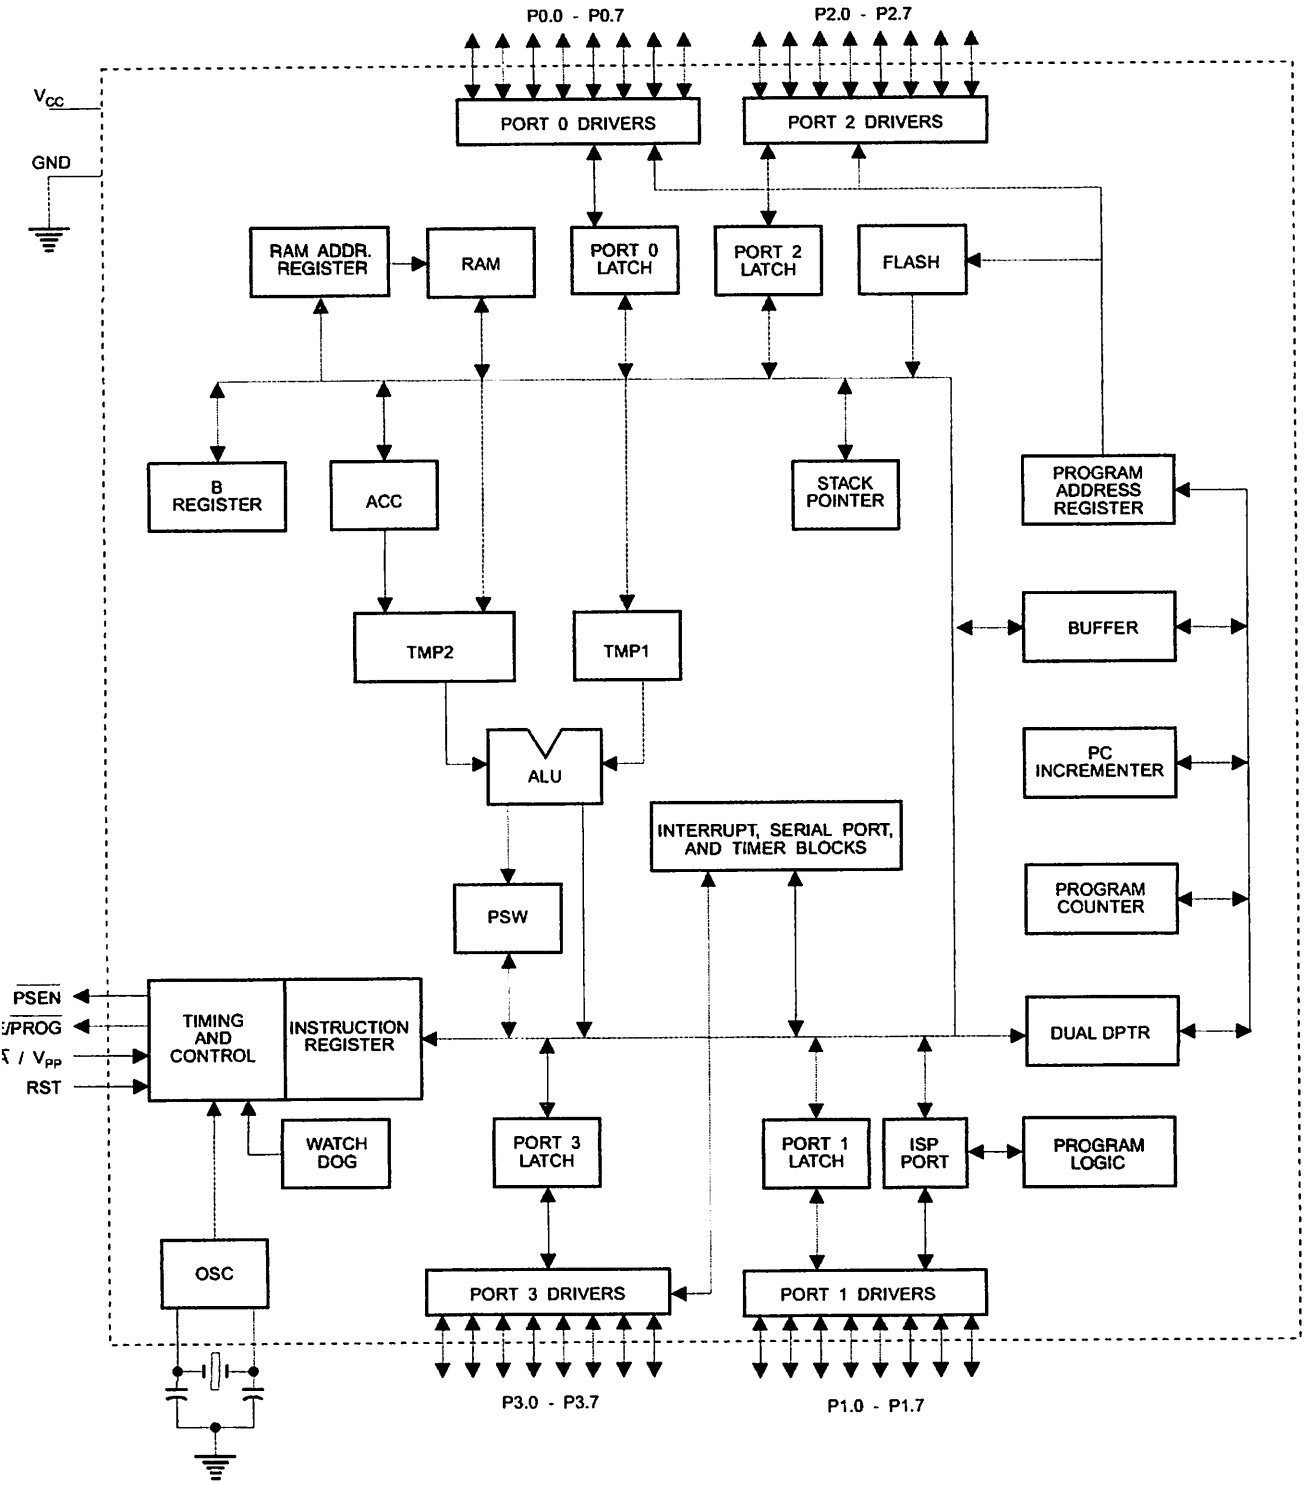 P0.0 - P0.7
P2.0 - P2.7
VCC
PORT 0 DRIVERS
PORT 2 DRIVERS
GND
RAM ADDR.
REGISTER
RAM
PORT 0
LATCH
PORT 2
LATCH
FLASH
B
REGISTER
ACC
STACK
POINTER
PROGRAM
ADDRESS
REGISTER
BUFFER
TMP2
TMP1
PC
INCREMENTER
ALU
INTERRUPT, SERIAL PORT,
AND TIMER BLOCKS
PROGRAM
COUNTER
PSW
PSEN
/PROG
/ VPP
RST
TIMING
AND
CONTROL
INSTRUCTION
REGISTER
DUAL DPTR
WATCH
DOG
PORT 3
LATCH
PORT 1
LATCH
ISP
PORT
PROGRAM
LOGIC
OSC
PORT 3 DRIVERS
PORT 1 DRIVERS
P3.0 - P3.7
P1.0 - P1.7